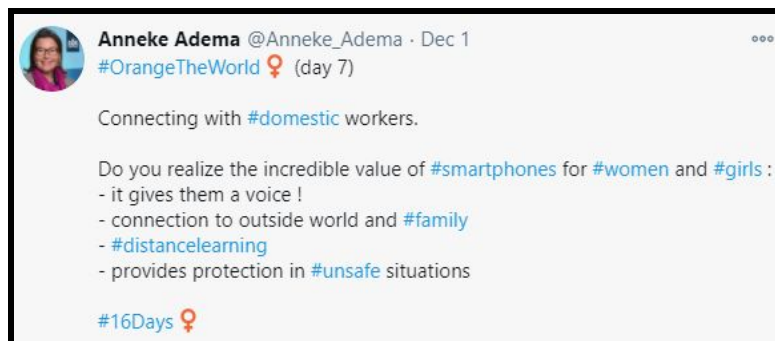 Anneke Adema @Anneke_Adema · Dec 1
#OrangeTheWorld ♀ (day 7)
Connecting with #domestic workers.
Do you realize the incredible value of #smartphones for #women and #girls :
- it gives them a voice !
- connection to outside world and #family
- #distancelearning
- provides protection in #unsafe situations
#16Days ♀